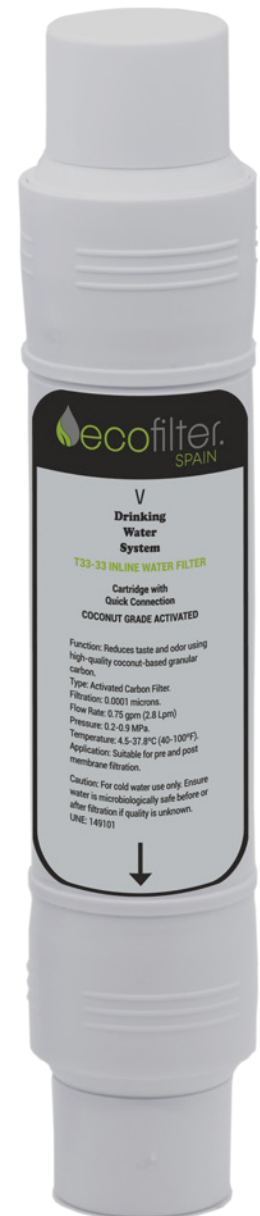 ecofilter.
SPAIN
V
Drinking
Water
System
T33-33 INLINE WATER FILTER
Cartridge with
Quick Connection
COCONUT GRADE ACTIVATED
Function: Reduces taste and odor using
high-quality coconut-based granular
carbon.
Type: Activated Carbon Filter.
Filtration: 0.0001 microns.
Flow Rate: 0.75 gpm (2.8 Lpm)
Pressure: 0.2-0.9 MPa.
Temperature: 4.5-37.8ºC (40-100ºF).
Application: Suitable for pre and post
membrane filtration.
Caution: For cold water use only. Ensure
water is microbiologically safe before or
after filtration if quality is unknown.
UNE: 149101